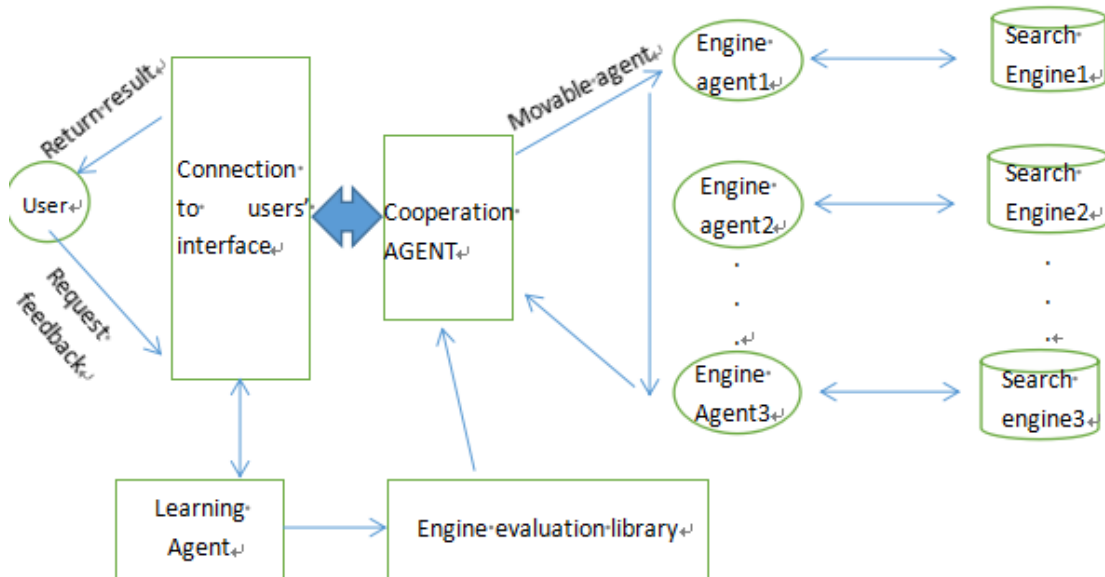 Return result
User
Request
feedback
Connection
to users'
interface
Cooperation
AGENT
Movable agent
Engine
agent1
Search
Engine1
Engine
agent2
Search
Engine2
.
.
.
.
.
.
Engine
Agent3
Search
engine3
Learning
Agent
Engine evaluation library